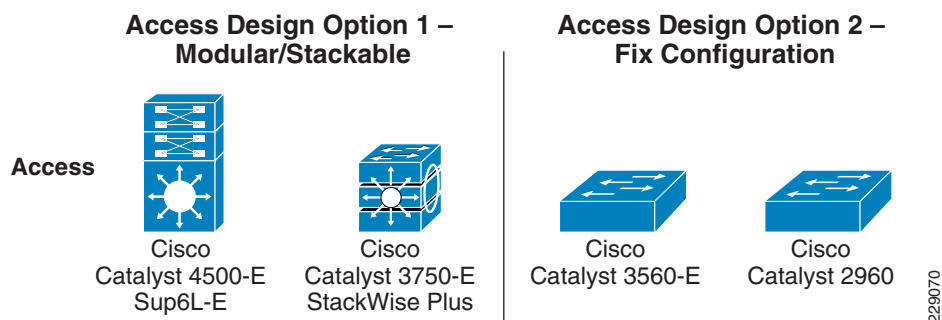 Access Design Option 1 –
Modular/Stackable
Access Design Option 2 –
Fix Configuration
Access
Cisco
Catalyst 4500-E
Sup6L-E
Cisco
Catalyst 3750-E
StackWise Plus
Cisco
Catalyst 3560-E
Cisco
Catalyst 2960
229070